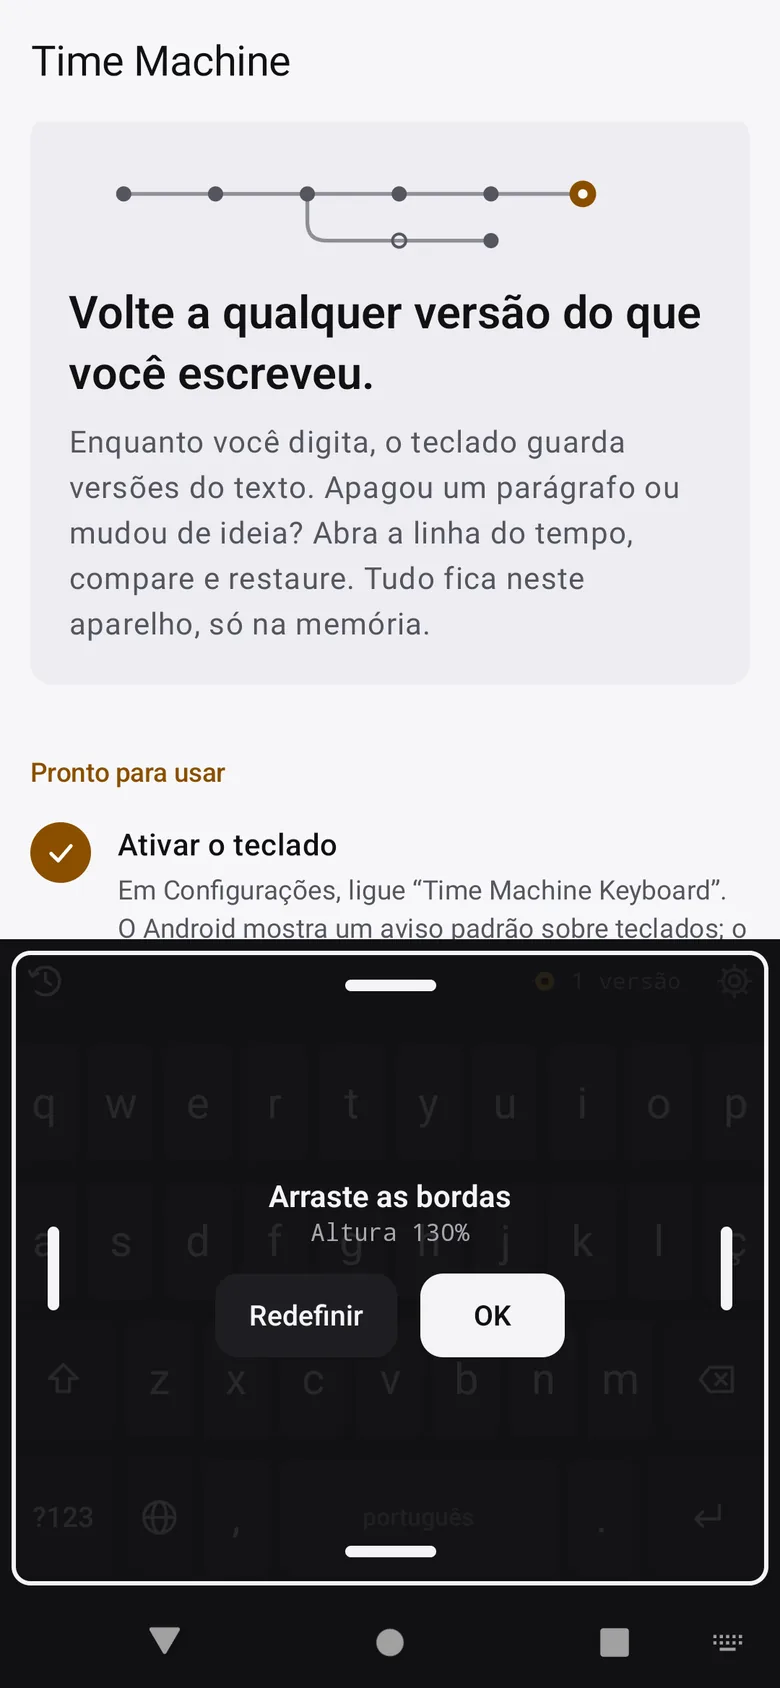 Time Machine
Volte a qualquer versão do que
você escreveu.
Enquanto você digita, o teclado guarda
versões do texto. Apagou um parágrafo ou
mudou de ideia? Abra a linha do tempo,
compare e restaure. Tudo fica neste
aparelho, só na memória.
Pronto para usar
Ativar o teclado
Em Configurações, ligue “Time Machine Keyboard”.
O Android mostra um aviso padrão sobre teclados; o
1 versão
q w e r t y u i o p
Arraste as bordas
Altura 130%
a s d f g h j k l ç
Redefinir OK
z x c v b n m
?123 , português .